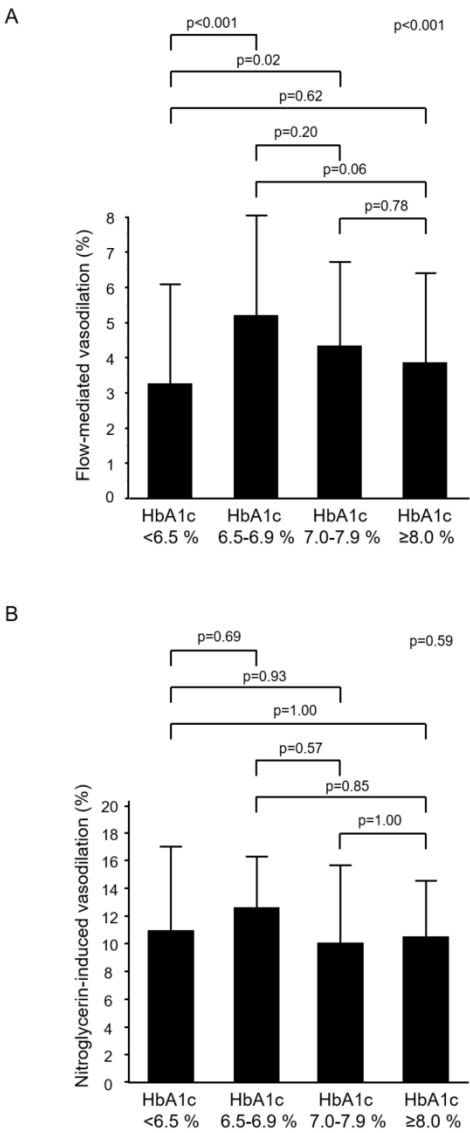 A
p<0.001
p<0.001
p=0.02
p=0.62
p=0.20
p=0.06
p=0.78
Flow-mediated vasodilation (%)
8
7
6
5
4
3
2
1
0
HbA1c HbA1c HbA1c HbA1c
<6.5 % 6.5-6.9 % 7.0-7.9 % ≥8.0 %
B
p=0.69
p=0.59
p=0.93
p=1.00
p=0.57
p=0.85
p=1.00
Nitroglycerin-induced vasodilation (%)
20
18
16
14
12
10
8
6
4
2
0
HbA1c HbA1c HbA1c HbA1c
<6.5 % 6.5-6.9 % 7.0-7.9 % ≥8.0 %